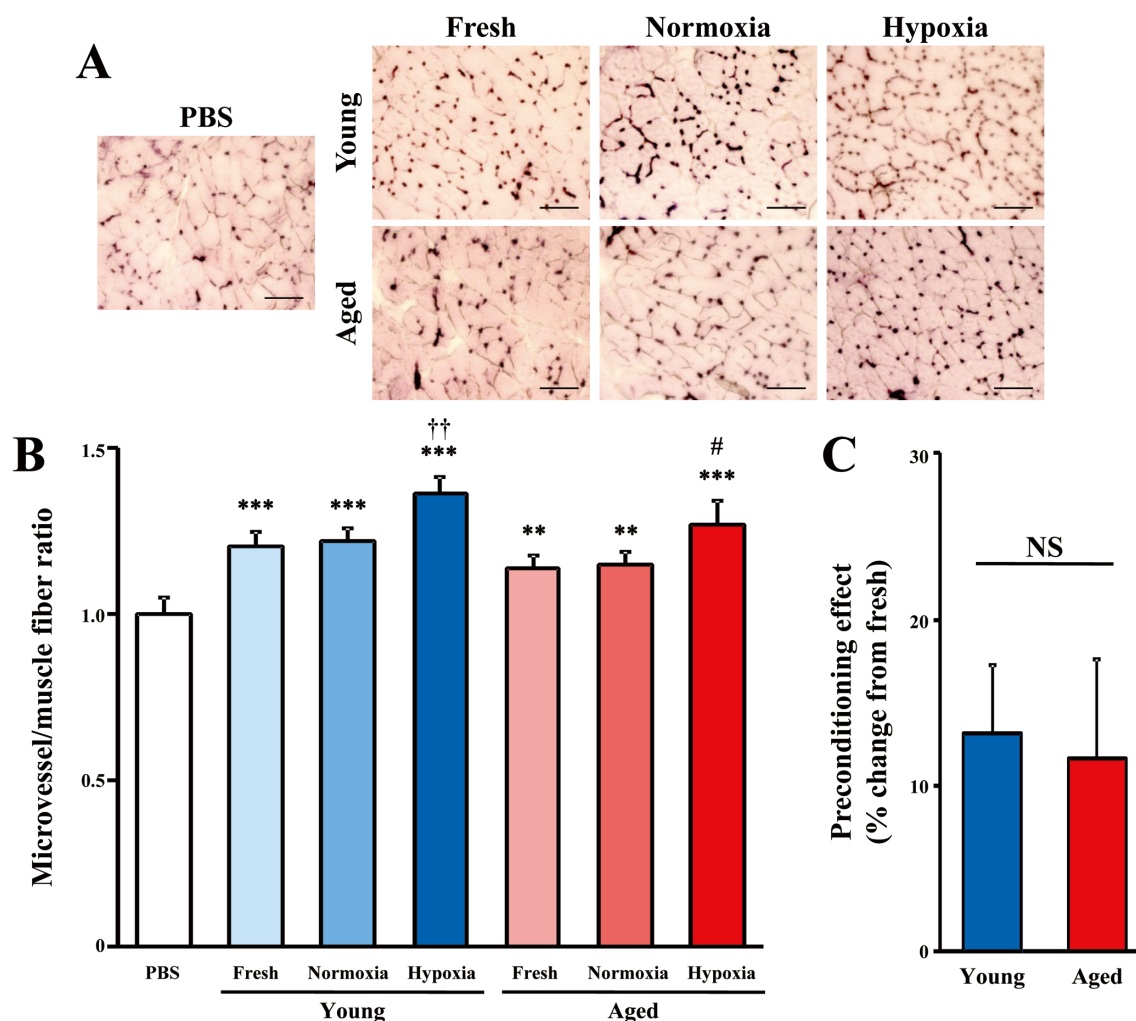 A
PBS
Fresh Normoxia Hypoxia
Young
Aged
B
Microvessel/muscle fiber ratio
1.5
1.0
0.5
0
***
***
††
***
**
**
#
***
PBS Fresh Normoxia Hypoxia Fresh Normoxia Hypoxia
Young Aged
C
Preconditioning effect
(% change from fresh)
30
20
10
0
NS
Young Aged